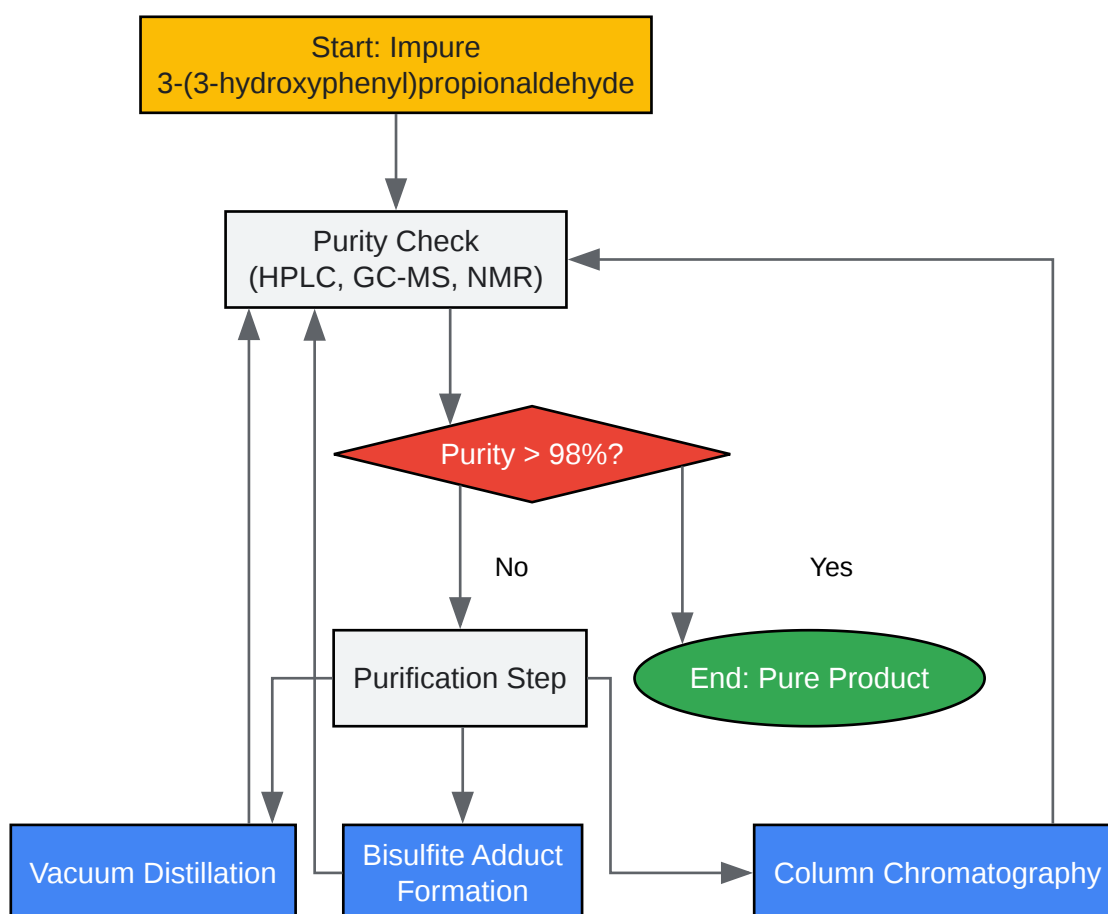 Start: Impure
3-(3-hydroxyphenyl)propionaldehyde
Purity Check
(HPLC, GC-MS, NMR)
Purity > 98%?
No
Yes
Purification Step
End: Pure Product
Vacuum Distillation
Bisulfite Adduct
Formation
Column Chromatography